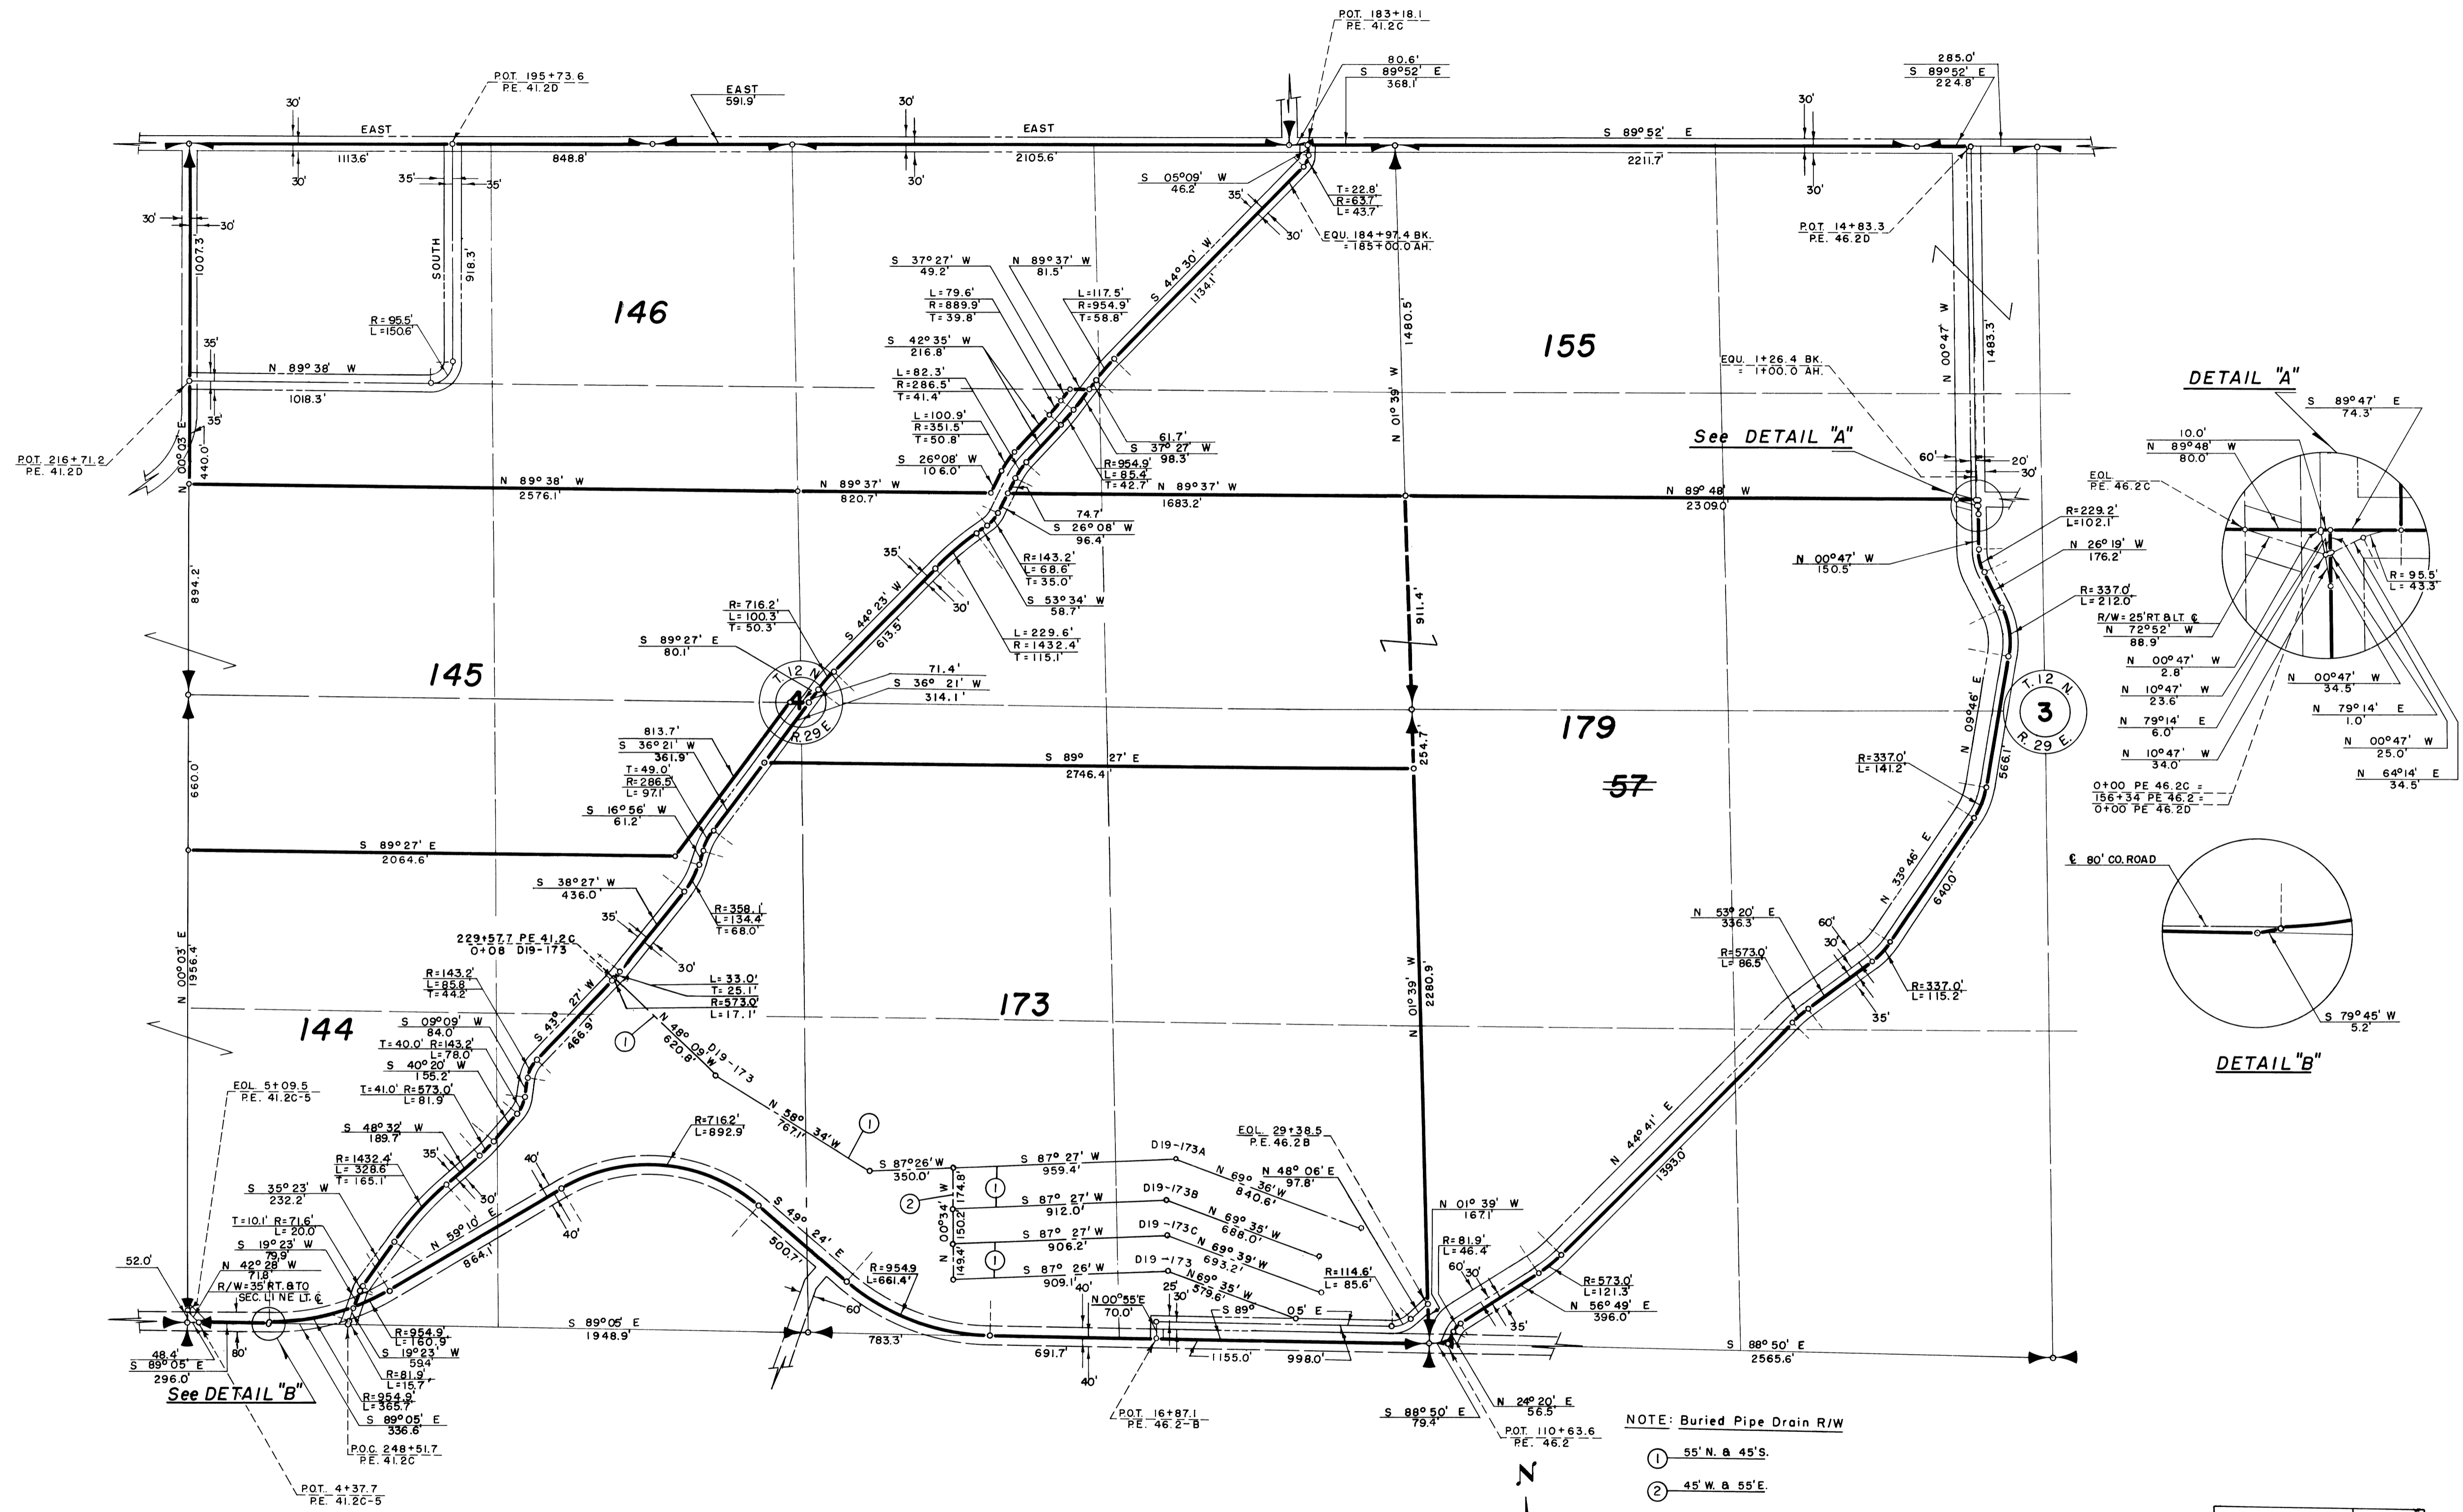 P.O.T. 183+18.1
P.E. 41.2C
80.6'
S 89°52' E
368.1'
285.0'
S 89°52' E
224.8'
P.O.T. 195+73.6
P.E. 41.2D
EAST
591.9'
30'
EAST
30'
EAST
30'
S 89°52' E
1113.6'
848.8'
2105.6'
2211.7'
30'
30'
30'
35'
35'
S 05°09' W
46.2'
T=22.8'
R=63.7'
L=43.7'
35'
30'
EQU. 184+97.4 BK.
= 185+00.0 AH.
P.O.T. 14+83.3
P.E. 46.2D
30'
30'
1007.3'
SOUTH
918.3'
146
S 37°27' W
49.2'
N 89°37' W
81.5'
L=79.6'
R=889.9'
T=39.8'
L=117.5'
R=954.9'
T=58.8'
S 44°30' W
1134.1'
1480.5'
N 01°39' W
155
N 00°47' W
1483.3'
R=95.5'
L=150.6'
35'
N 89°38' W
1018.3'
35'
S 42°35' W
216.8'
L=82.3'
R=286.5'
T=41.4'
L=100.9'
R=351.5'
T=50.8'
S 26°08' W
106.0'
61.7'
S 37°27' W
98.3'
R=954.9'
L=85.4'
T=42.7'
EQU. 1+26.4 BK.
= 1+00.0 AH.
See DETAIL "A"
60'
20'
30'
P.O.T. 216+71.2
P.E. 41.2D
N 00°03' E
440.0'
N 89°38' W
2576.1'
N 89°37' W
820.7'
N 89°37' W
1683.2'
N 89°48' W
2309.0'
74.7'
S 26°08' W
96.4'
R=143.2'
L=68.6'
T=35.0'
S 53°34' W
58.7'
L=229.6'
R=1432.4'
T=115.1'
DETAIL "A"
S 89°47' E
74.3'
10.0'
N 89°48' W
80.0'
EOL
P.E. 46.2C
R=229.2'
L=102.1'
N 26°19' W
176.2'
R=337.0'
L=212.0'
R=95.5'
L=43.3'
R/W=25'RT.&LT. ℄
N 72°52' W
88.9'
N 00°47' W
2.8'
N 10°47' W
23.6'
N 79°14' E
6.0'
N 10°47' W
34.0'
N 00°47' W
34.5'
N 79°14' E
1.0'
N 00°47' W
25.0'
N 64°14' E
34.5'
0+00 PE 46.2C =
156+34 PE 46.2 =
0+00 PE 46.2D
894.2'
N 00°47' W
150.5'
35'
30'
S 44°23' W
613.5'
911.4'
R=716.2'
L=100.3'
T=50.3'
S 89°27' E
80.1'
71.4'
S 36°21' W
314.1'
145
T. 12 N.
4
R. 29 E.
T. 12 N.
3
R. 29 E.
179
57
N 09°46' E
566.1'
R=337.0'
L=141.2'
660.0'
813.7'
S 36°21' W
361.9'
T=49.0'
R=286.5'
L=97.1'
S 16°56' W
61.2'
S 89°27' E
2746.4'
254.7'
S 89°27' E
2064.6'
R=358.1'
L=134.4'
T=68.0'
S 38°27' W
436.0'
35'
30'
229+57.7 PE 41.2C
0+08 D19-173
L=33.0'
T=25.1'
R=573.0'
L=17.1'
N 33°46' E
640.0'
N 53°20' E
336.3'
60'
30'
R=573.0'
L=86.5'
R=337.0'
L=115.2'
35'
℄ 80' CO. ROAD
S 79°45' W
5.2'
DETAIL "B"
N 00°03' E
1956.4'
144
R=143.2'
L=85.8'
T=44.2'
S 43°27' W
466.9'
S 09°09' W
84.0'
T=40.0' R=143.2'
L=78.0'
S 40°20' W
155.2'
T=41.0' R=573.0'
L=81.9'
1
N 48°09' W
620.8'
D19-173
173
N 01°39' W
2280.9'
EOL. 5+09.5
P.E. 41.2C-5
S 48°32' W
189.7'
R=1432.4'
L=328.6'
T=165.1'
35'
30'
S 35°23' W
232.2'
T=10.1' R=71.6'
L=20.0'
S 19°23' W
79.9'
N 42°28' W
71.8'
R/W=35'RT.& TO
SEC. LINE LT. ℄
52.0'
N 59°10' E
864.1'
40'
40'
R=716.2'
L=892.9'
N 58°34' W
767.1'
1
S 49°24' E
500.7'
S 87°26' W
350.0'
2
N 00°34' W
174.8'
150.2'
149.4'
1
1
S 87°27' W
959.4'
D19-173A
N 69°36' W
840.6'
S 87°27' W
912.0'
D19-173B
N 69°35' W
688.0'
S 87°27' W
906.2'
D19-173C
N 69°39' W
693.2'
S 87°26' W
909.1'
D19-173
N 69°35' W
579.6'
EOL. 29+38.5
P.E. 46.2B
N 48°06' E
97.8'
R=114.6'
L=85.6'
N 01°39' W
167.1'
R=81.9'
L=46.4'
60'
30'
35'
N 44°41' E
1393.0'
R=573.0'
L=121.3'
N 56°49' E
396.0'
48.4'
S 89°05' E
296.0'
80'
See DETAIL "B"
R=954.9'
L=160.9'
S 19°23' W
59.4'
R=81.9'
L=15.7'
R=954.9'
L=365.7'
S 89°05' E
336.6'
P.O.C. 248+51.7
P.E. 41.2C
P.O.T. 4+37.7
P.E. 41.2C-5
S 89°05' E
1948.9'
60'
R=954.9
L=661.4'
783.3'
691.7'
40'
40'
N 00°55'E
70.0'
25'
30'
S 89°05' E
1155.0'
998.0'
P.O.T. 16+87.1
P.E. 46.2-B
S 88°50' E
79.4'
N 24°20' E
56.5'
P.O.T. 110+63.6
P.E. 46.2
S 88°50' E
2565.6'
N
NOTE: Buried Pipe Drain R/W
1 55' N. & 45'S.
2 45' W. & 55'E.